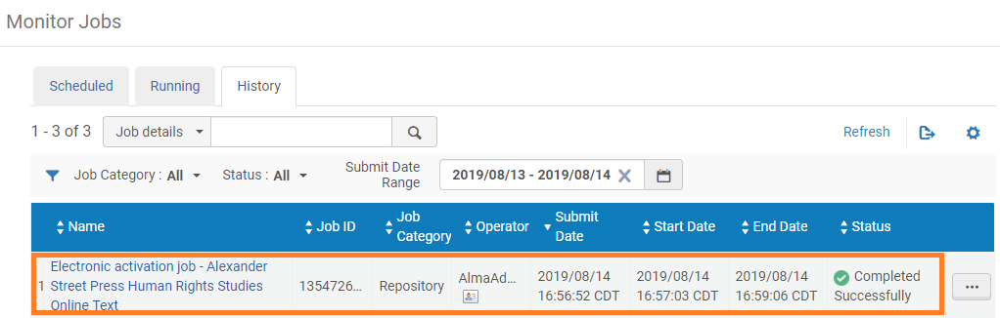 Monitor Jobs
Scheduled Running History
1 - 3 of 3 Job details Refresh
Job Category : All Status : All Submit Date Range 2019/08/13 - 2019/08/14
Name Job ID Job Category Operator Submit Date Start Date End Date Status
1 Electronic activation job - Alexander Street Press Human Rights Studies Online Text 1354726... Repository AlmaAd... 2019/08/14 16:56:52 CDT 2019/08/14 16:57:03 CDT 2019/08/14 16:59:06 CDT Completed Successfully